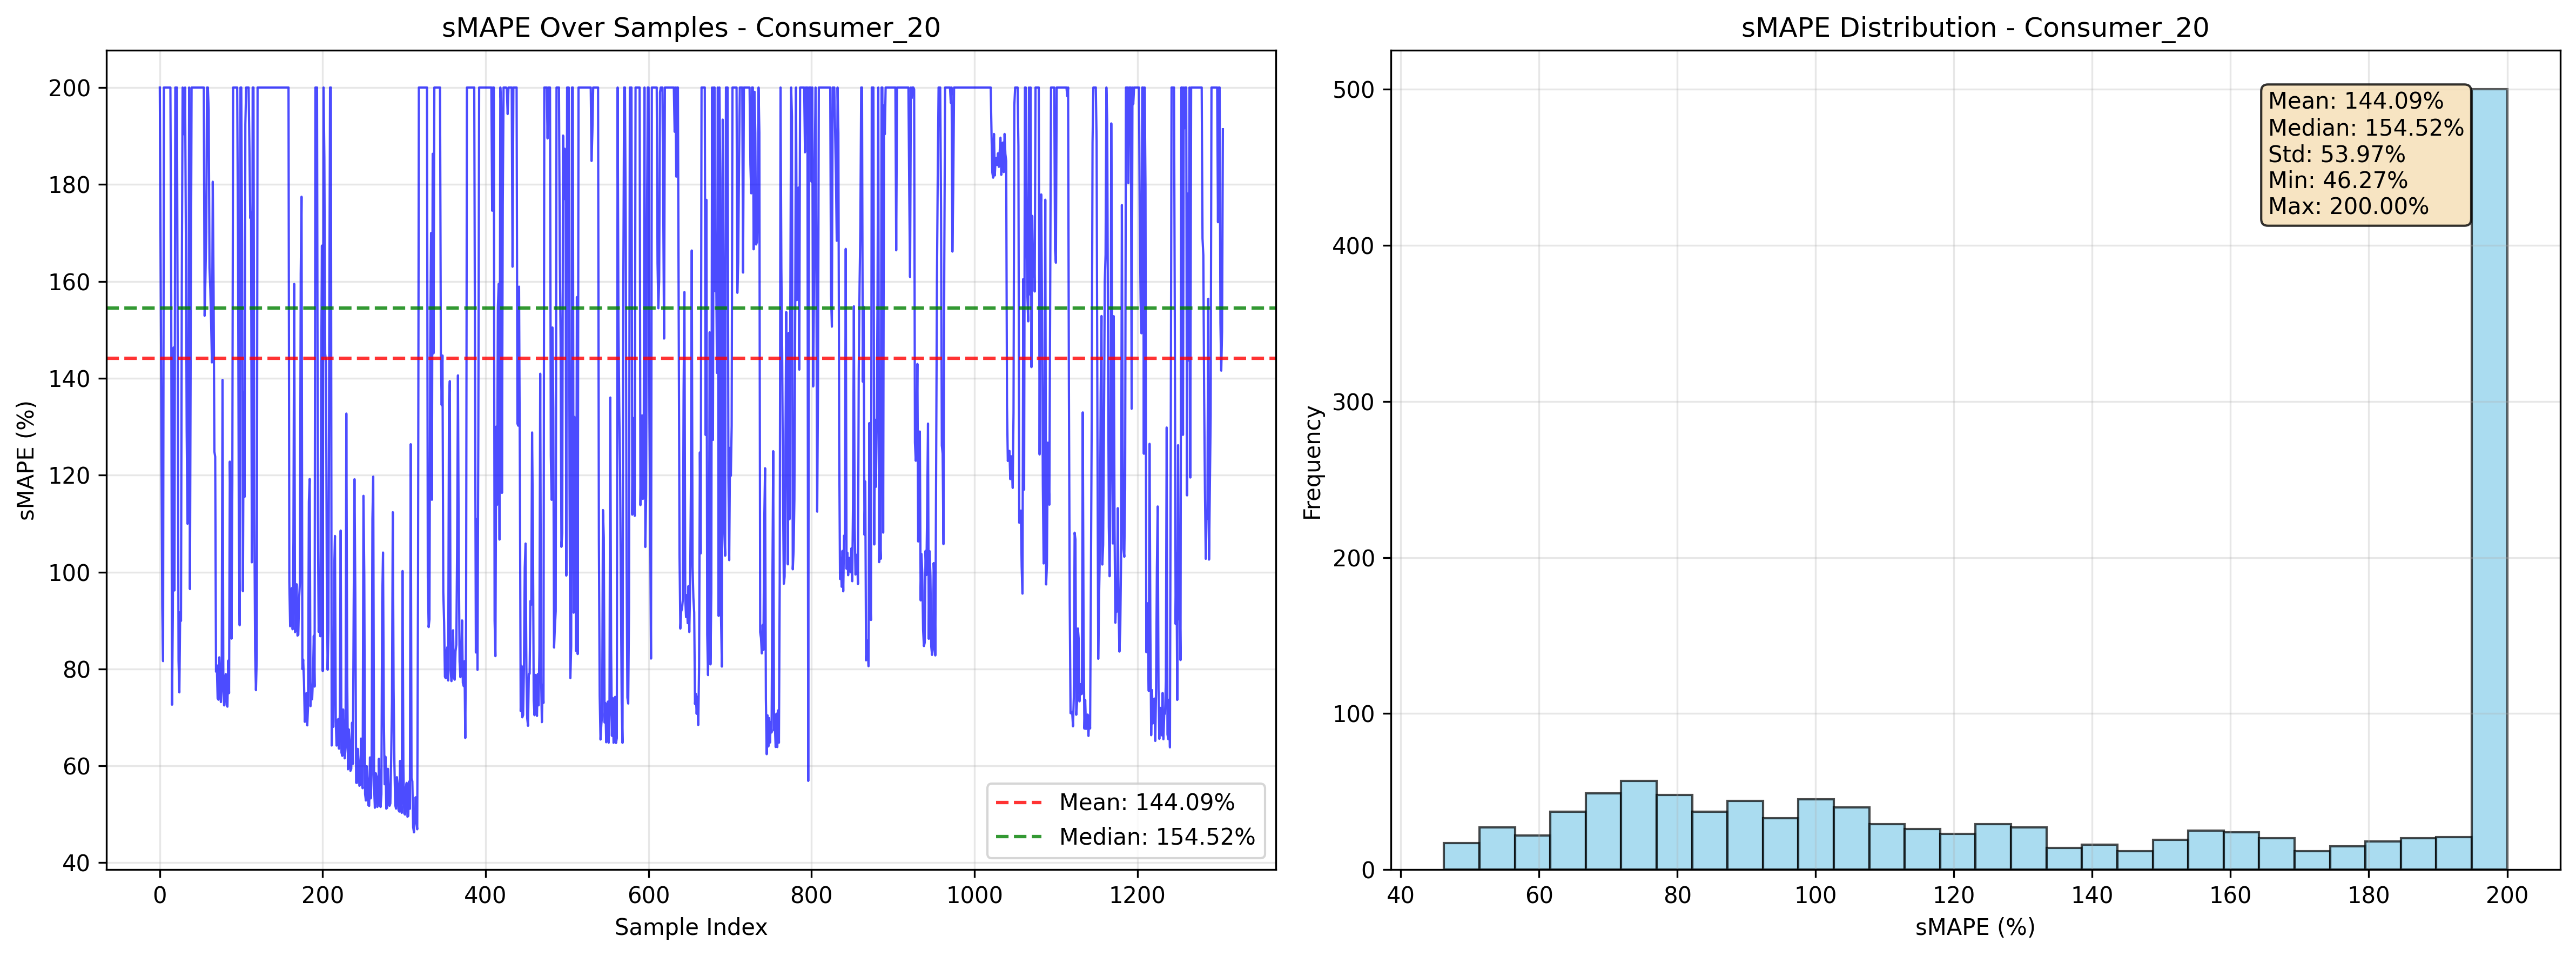 sMAPE Over Samples - Consumer_20
sMAPE (%)
200
180
160
140
120
100
80
60
40
0
200
400
600
800
1000
1200
Sample Index
Mean: 144.09%
Median: 154.52%
sMAPE Distribution - Consumer_20
Frequency
500
400
300
200
100
0
40
60
80
100
120
140
160
180
200
sMAPE (%)
Mean: 144.09%
Median: 154.52%
Std: 53.97%
Min: 46.27%
Max: 200.00%